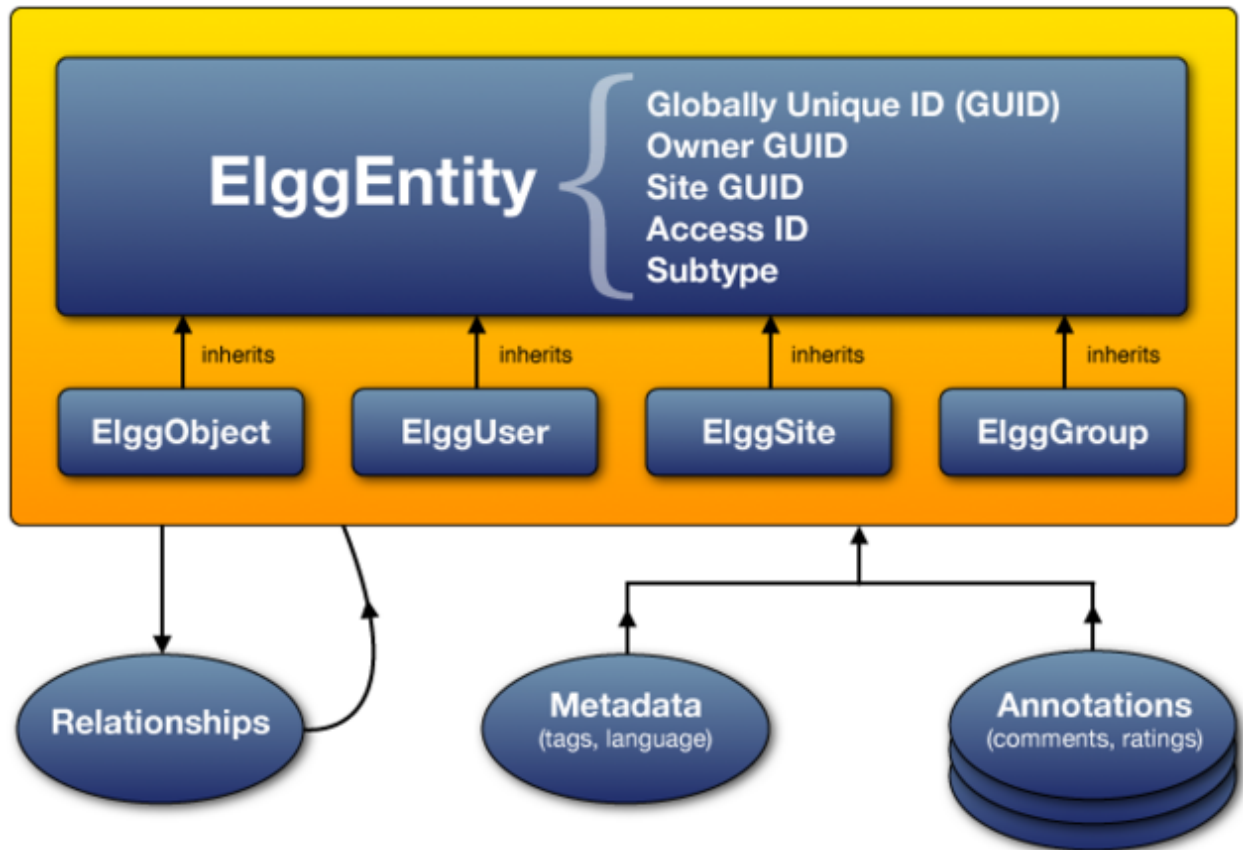 ElggEntity
Globally Unique ID (GUID)
Owner GUID
Site GUID
Access ID
Subtype
inherits
inherits
inherits
inherits
ElggObject
ElggUser
ElggSite
ElggGroup
Relationships
Metadata
(tags, language)
Annotations
(comments, ratings)